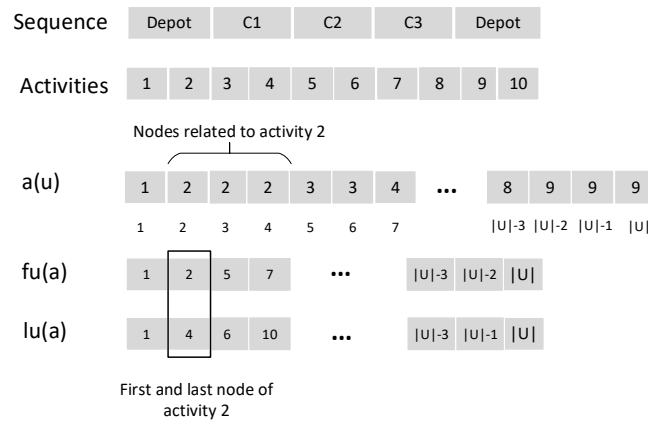 Sequence Depot C1 C2 C3 Depot
Activities 1 2 3 4 5 6 7 8 9 10
Nodes related to activity 2
a(u) 1 2 2 2 3 3 4 ... 8 9 9 9
1 2 3 4 5 6 7 |U|-3 |U|-2 |U|-1 |U|
fu(a) 1 2 5 7 ... |U|-3 |U|-2 |U|
lu(a) 1 4 6 10 ... |U|-3 |U|-1 |U|
First and last node of
activity 2